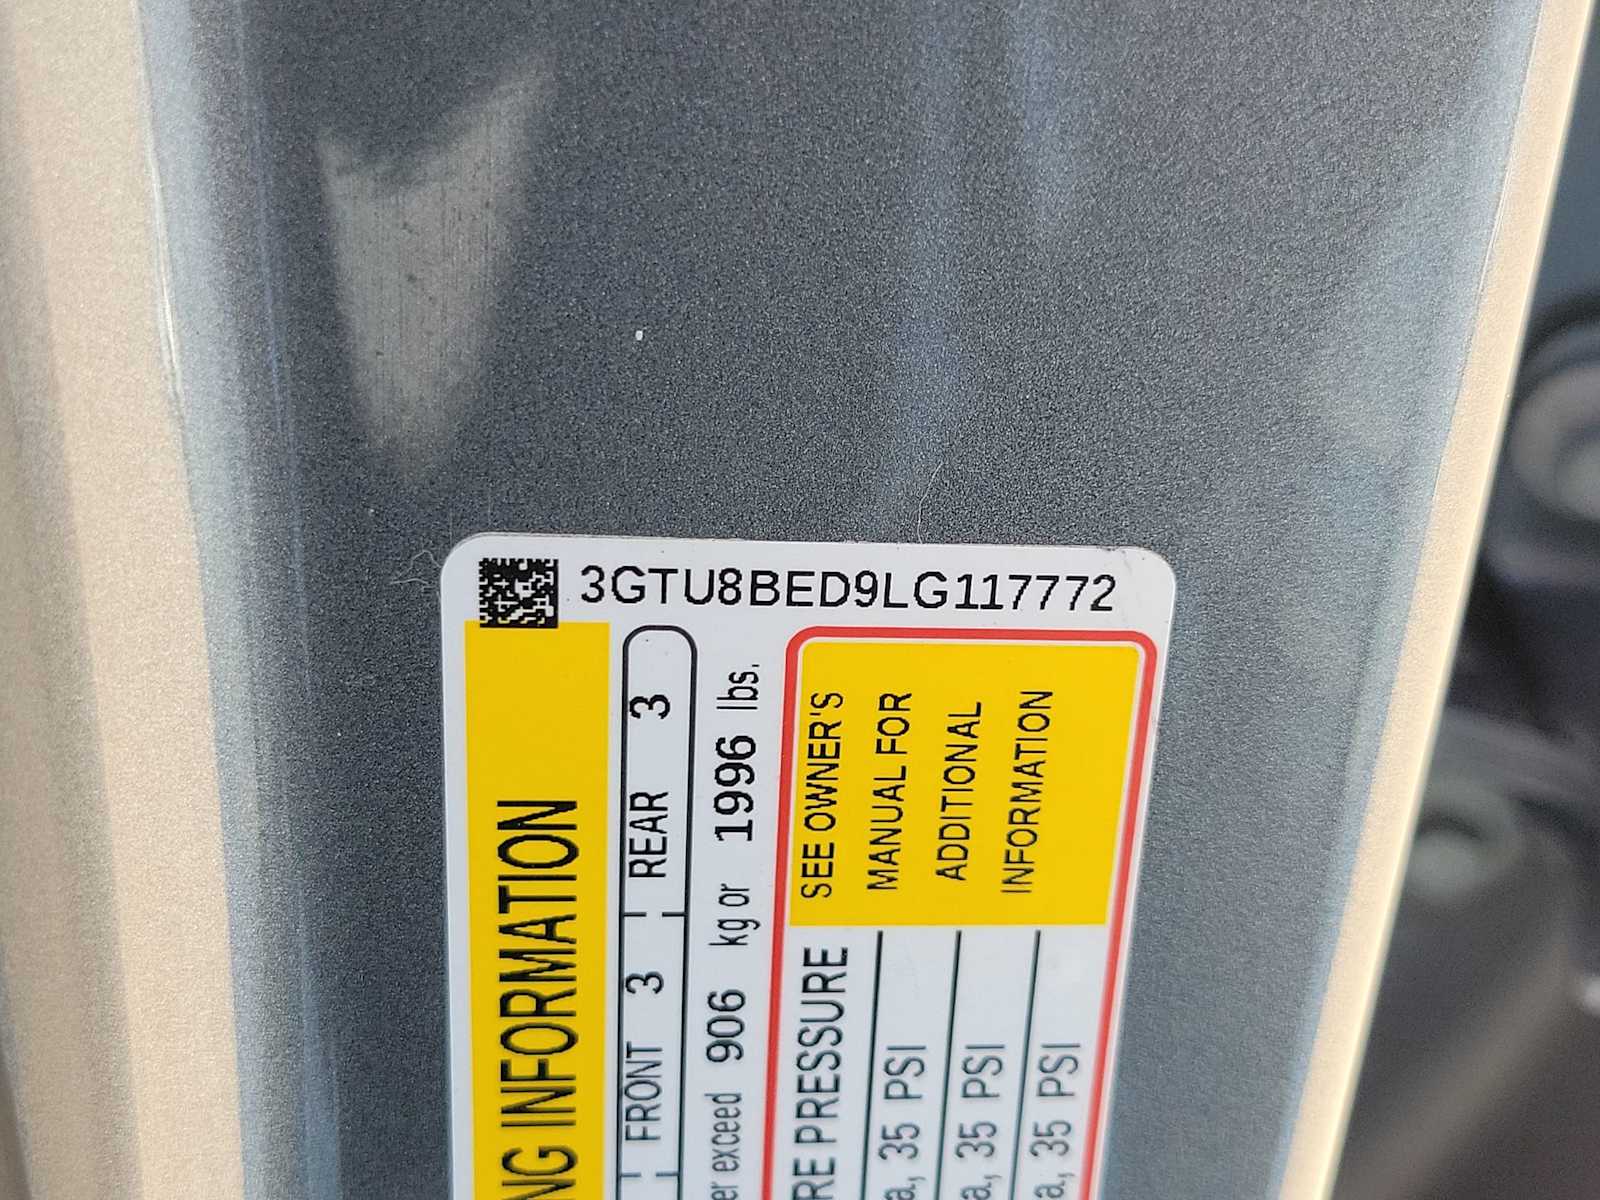 3GTU8BED9LG117772
NG INFORMATION
FRONT 3 REAR 3
exceed 906 kg or 1996 lbs.
RE PRESSURE
SEE OWNER'S
MANUAL FOR
ADDITIONAL
INFORMATION
a, 35 PSI
a, 35 PSI
a, 35 PSI